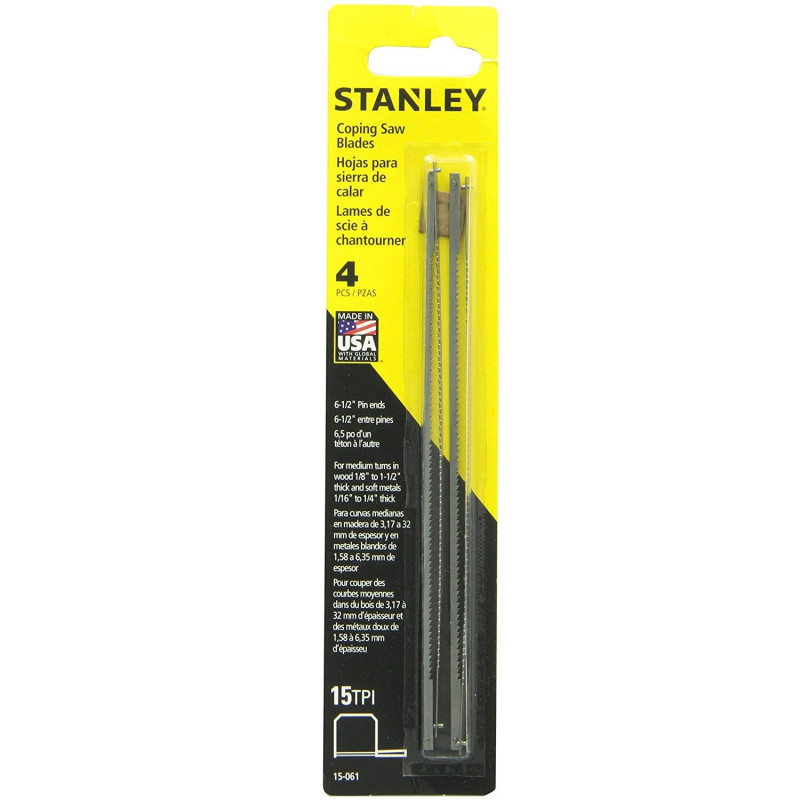 STANLEY
Coping Saw
Blades
Hojas para
sierra de
calar
Lames de
scie à
chantourner
4
PCS / PZAS
MADE IN
USA
WITH GLOBAL
MATERIALS
6-1/2" Pin ends
6-1/2" entre pines
6,5 po d'un
téton à l'autre
For medium turns in
wood 1/8" to 1-1/2"
thick and soft metals
1/16" to 1/4" thick
Para curvas medianas
en madera de 3,17 a 32
mm de espesor y en
metales blandos de
1,58 a 6,35 mm de
espesor
Pour couper des
courbes moyennes
dans du bois de 3,17 à
32 mm d'épaisseur et
des métaux doux de
1,58 à 6,35 mm
d'épaisseu
15TPI
15-061